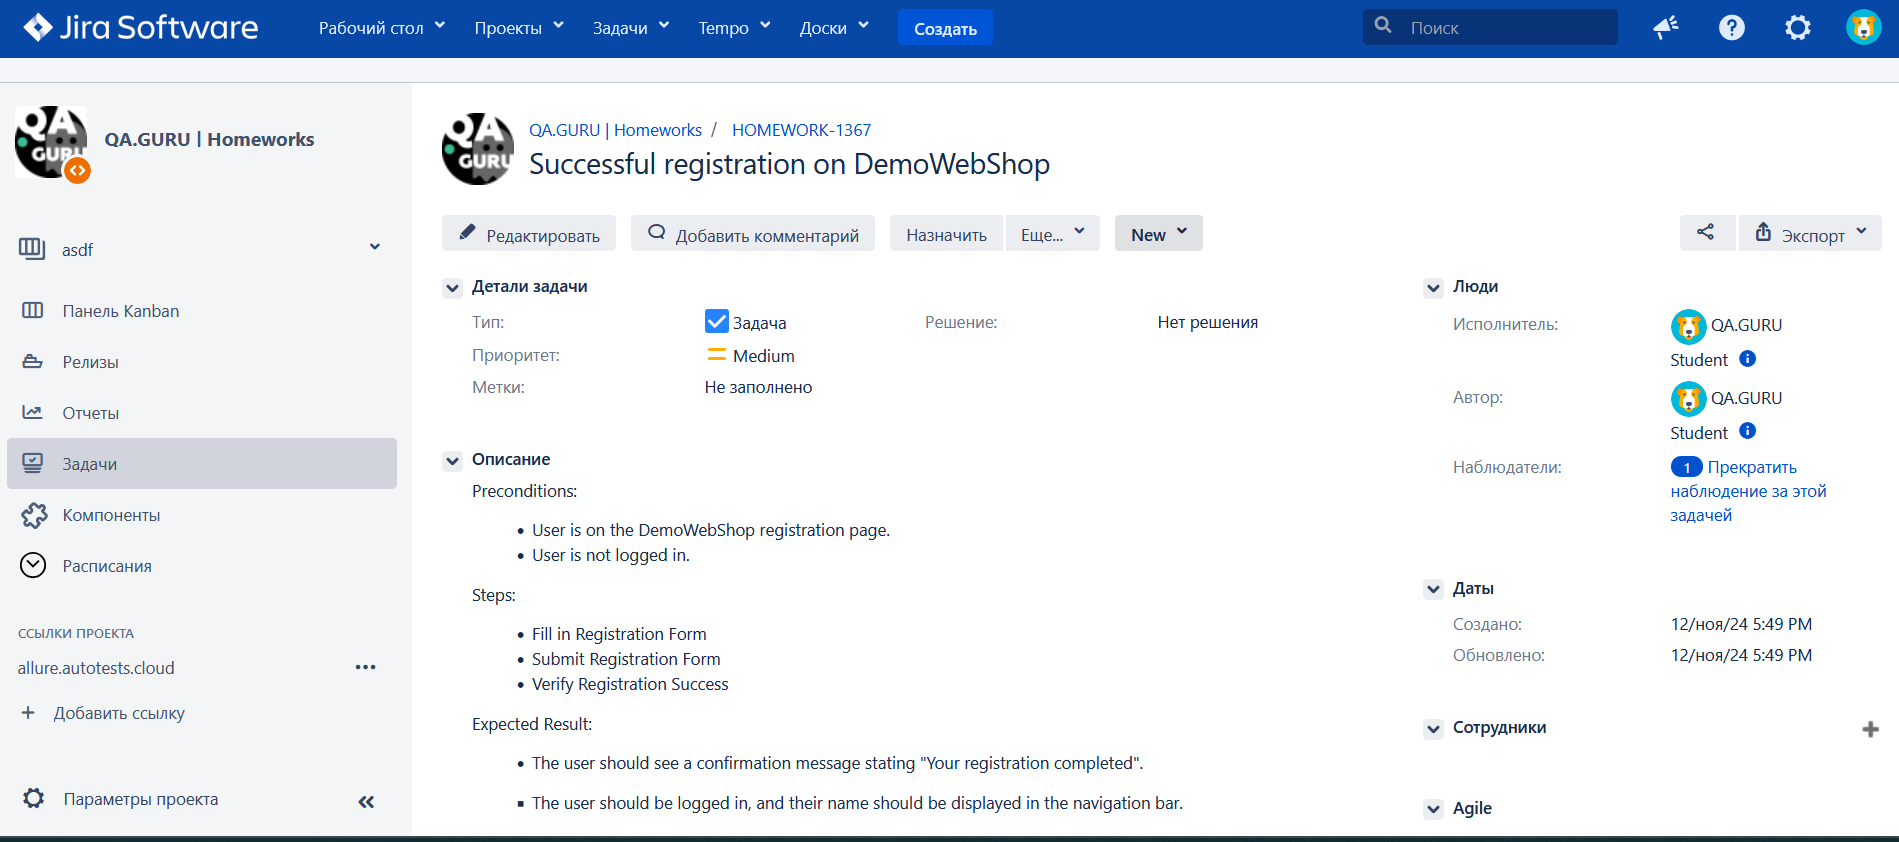 Jira Software Рабочий стол Проекты Задачи Tempo Доски Создать Поиск
QA GURU
QA.GURU | Homeworks
asdf
Панель Kanban
Релизы
Отчеты
Задачи
Компоненты
Расписания
ССЫЛКИ ПРОЕКТА
allure.autotests.cloud
Добавить ссылку
Параметры проекта
QA GURU
QA.GURU | Homeworks / HOMEWORK-1367
Successful registration on DemoWebShop
Редактировать Добавить комментарий Назначить Еще... New Экспорт
Детали задачи
Тип: Задача Решение: Нет решения
Приоритет: Medium
Метки: Не заполнено
Описание
Preconditions:
• User is on the DemoWebShop registration page.
• User is not logged in.
Steps:
• Fill in Registration Form
• Submit Registration Form
• Verify Registration Success
Expected Result:
• The user should see a confirmation message stating "Your registration completed".
▪ The user should be logged in, and their name should be displayed in the navigation bar.
Люди
Исполнитель: QA.GURU
Student
Автор: QA.GURU
Student
Наблюдатели: 1 Прекратить
наблюдение за этой
задачей
Даты
Создано: 12/ноя/24 5:49 PM
Обновлено: 12/ноя/24 5:49 PM
Сотрудники
Agile